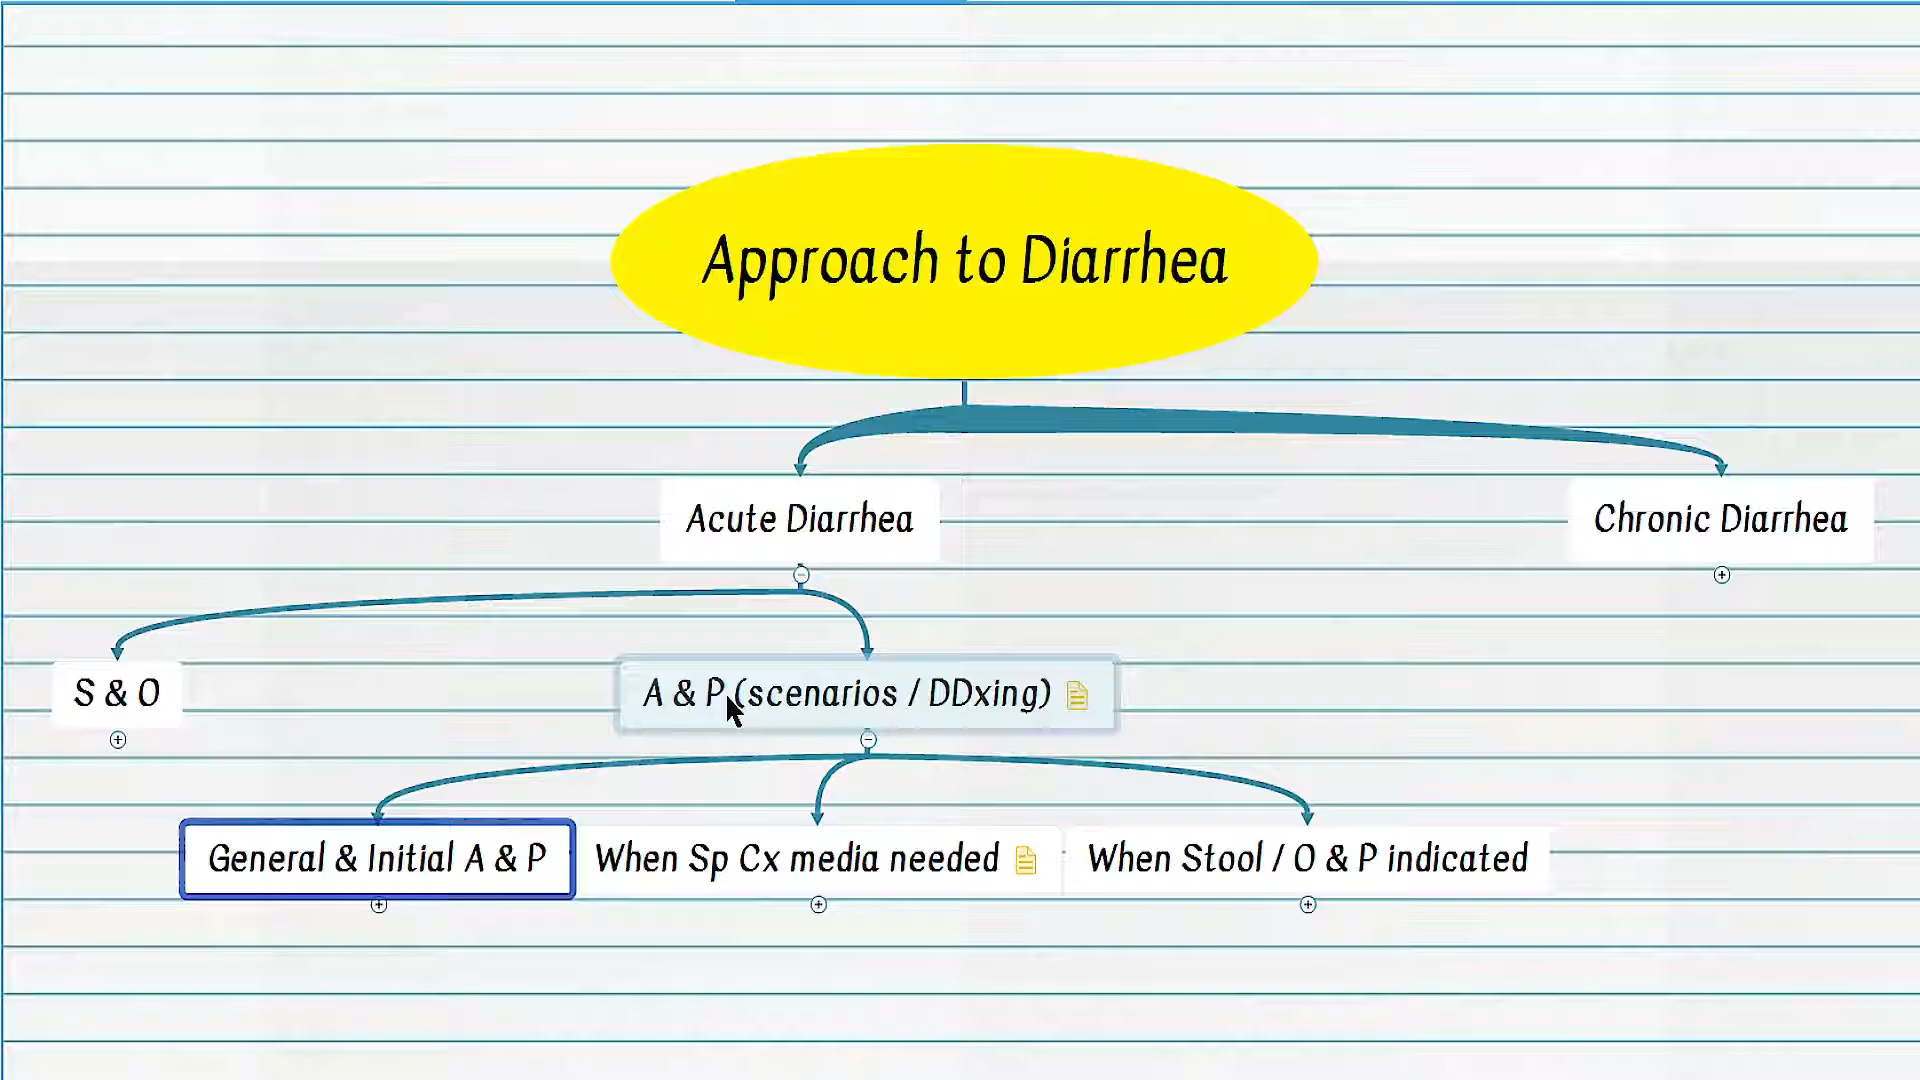 Approach to Diarrhea
Acute Diarrhea
Chronic Diarrhea
S & O
A & P (scenarios / DDxing)
General & Initial A & P
When Sp Cx media needed
When Stool / O & P indicated